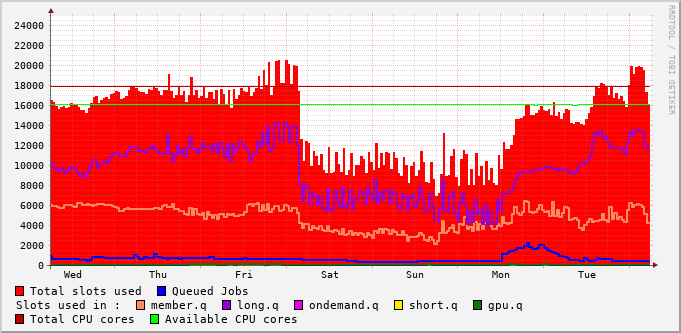 RRDTOOL / TOBI OETIKER
24000
22000
20000
18000
16000
14000
12000
10000
8000
6000
4000
2000
0
Wed Thu Fri Sat Sun Mon Tue
Total slots used Queued Jobs
Slots used in : member.q long.q ondemand.q short.q gpu.q
Total CPU cores Available CPU cores